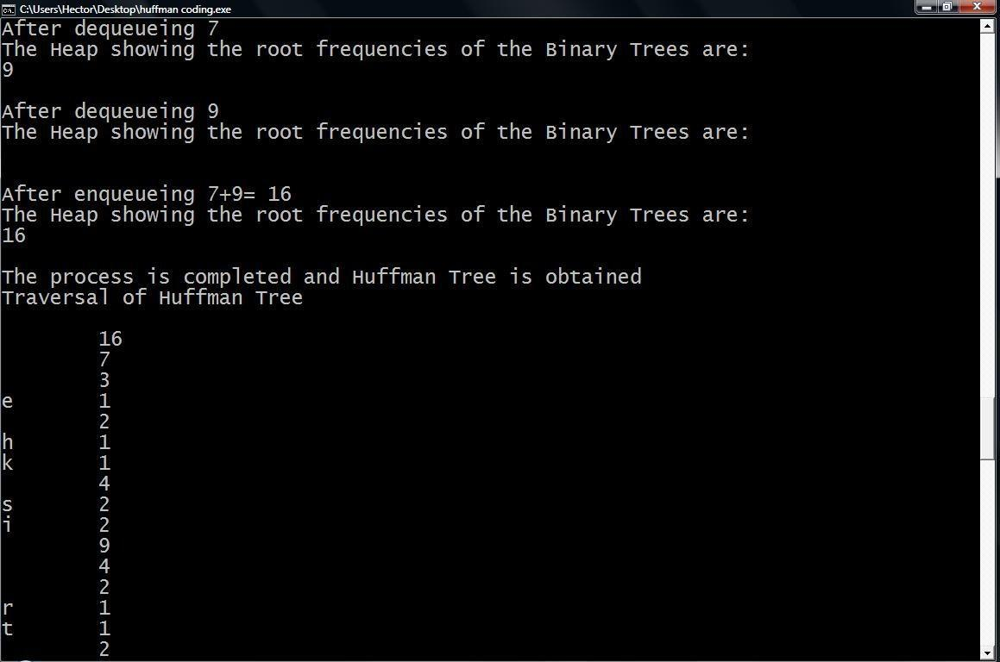 C:\Users\Hector\Desktop\huffman coding.exe
After dequeueing 7
The Heap showing the root frequencies of the Binary Trees are:
9
After dequeueing 9
The Heap showing the root frequencies of the Binary Trees are:
After enqueueing 7+9= 16
The Heap showing the root frequencies of the Binary Trees are:
16
The process is completed and Huffman Tree is obtained
Traversal of Huffman Tree
16
7
3
e 1
2
h 1
k 1
4
s 2
i 2
9
4
2
r 1
t 1
2